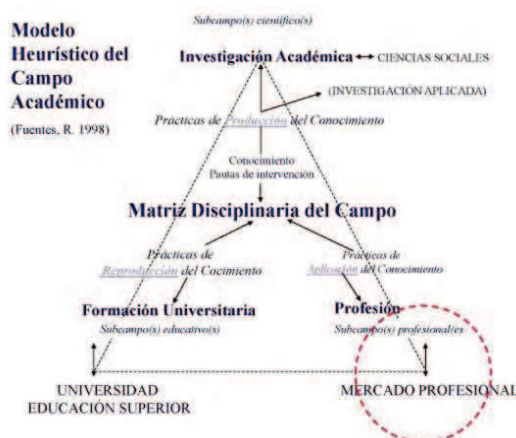 Modelo
Heurístico del
Campo
Académico
(Fuentes, R. 1998)
Subcampo(s) científico(s)
Investigación Académica
CIENCIAS SOCIALES
(INVESTIGACIÓN APLICADA)
Prácticas de Producción del Conocimiento
Conocimiento
Pautas de intervención
Matriz Disciplinaria del Campo
Prácticas de
Reproducción del Cocimiento
Prácticas de
Aplicación del Conocimiento
Formación Universitaria
Subcampo(s) educativo(s)
Profesión
Subcampo(s) profesional(es
UNIVERSIDAD
EDUCACIÓN SUPERIOR
MERCADO PROFESIONAL